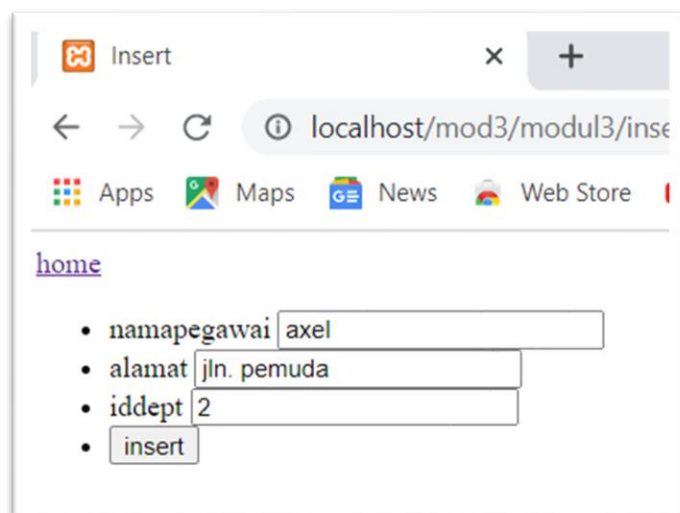 Insert
localhost/mod3/modul3/inse
Apps Maps News Web Store
home
namapegawai axel
alamat jln. pemuda
iddept 2
insert